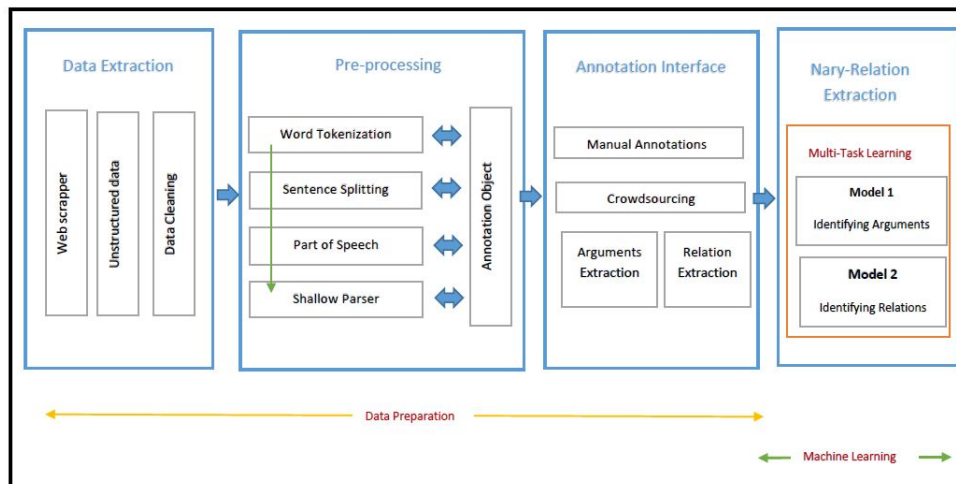 Data Extraction
Web scrapper
Unstructured data
Data Cleaning
Pre-processing
Word Tokenization
Sentence Splitting
Part of Speech
Shallow Parser
Annotation Object
Annotation Interface
Manual Annotations
Crowdsourcing
Arguments
Extraction
Relation
Extraction
Nary-Relation
Extraction
Multi-Task Learning
Model 1
Identifying Arguments
Model 2
Identifying Relations
Data Preparation
Machine Learning